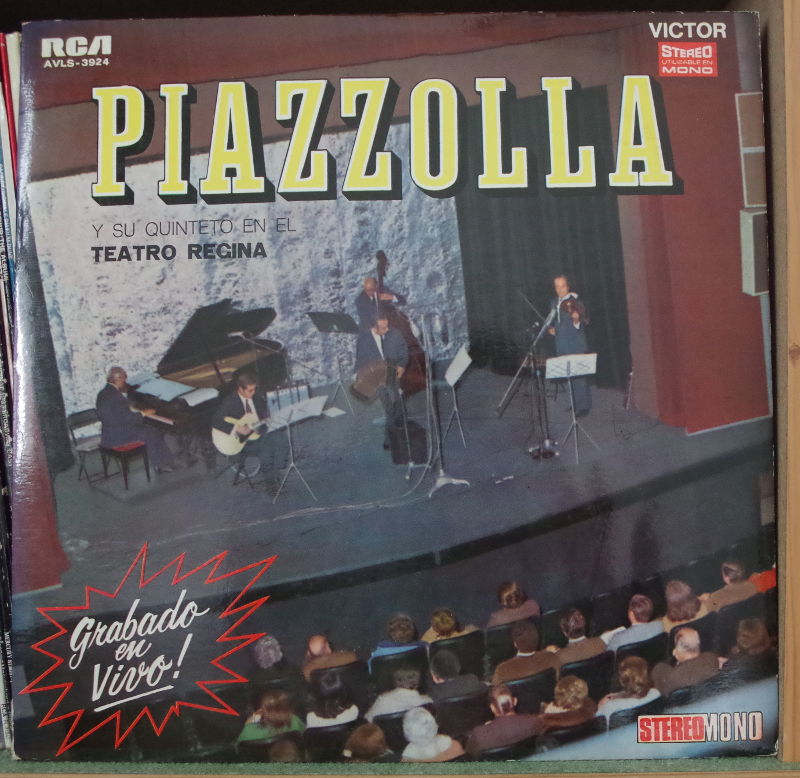 RCA
AVLS-3924
VICTOR
STEREO
UTILIZABLE EN
MONO
PIAZZOLLA
Y SU QUINTETO EN EL
TEATRO REGINA
Grabado
en
Vivo!
STEREOMONO